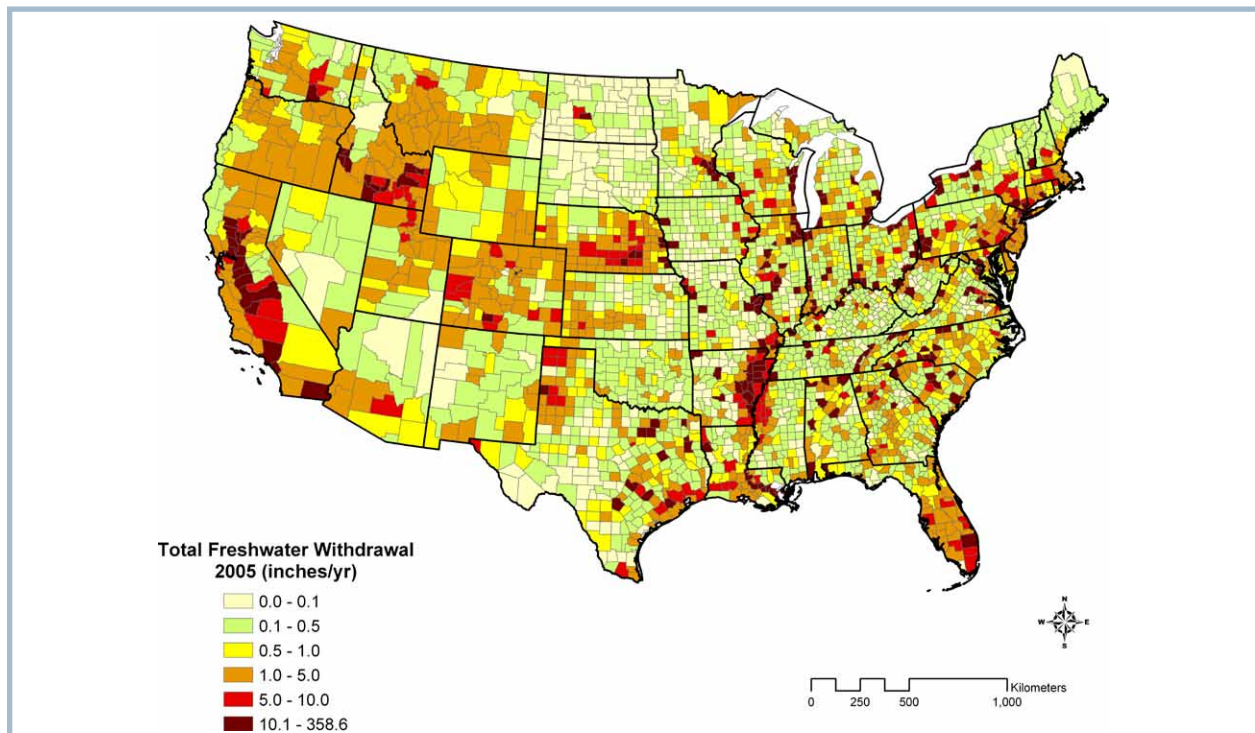 Total Freshwater Withdrawal
2005 (inches/yr)
0.0 - 0.1
0.1 - 0.5
0.5 - 1.0
1.0 - 5.0
5.0 - 10.0
10.1 - 358.6
N
W E
S
Kilometers
0 250 500 1,000